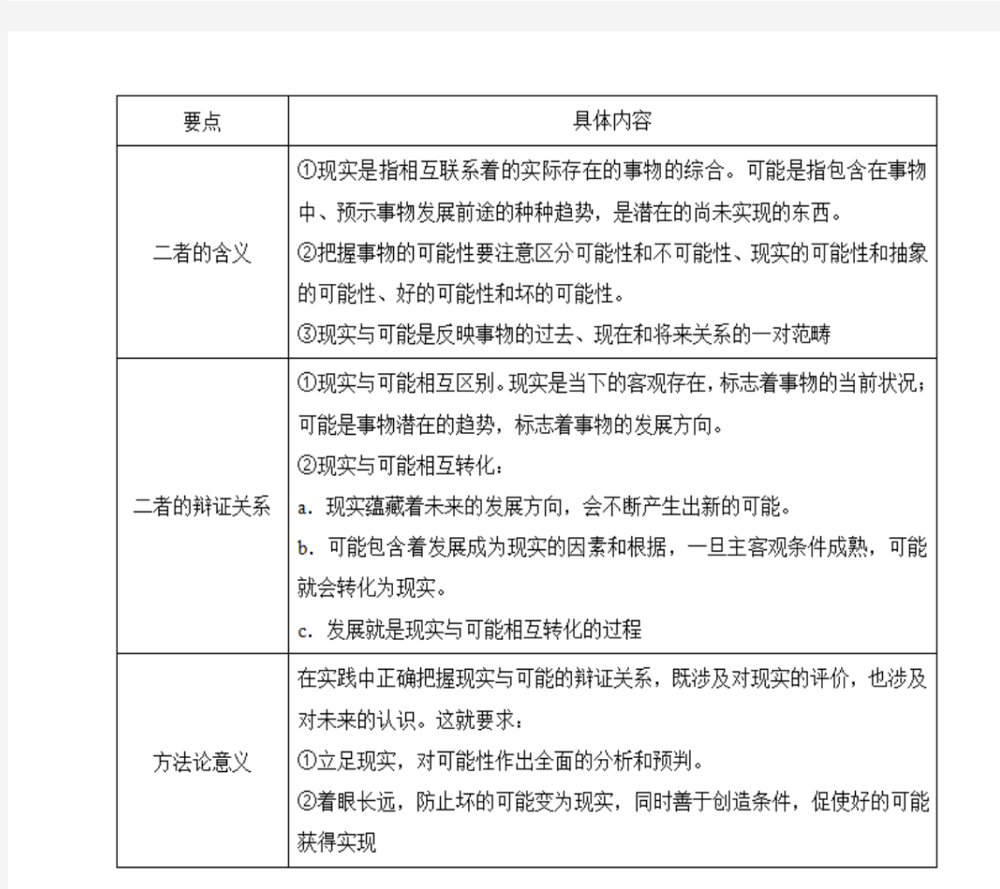 要点
具体内容
二者的含义
①现实是指相互联系着的实际存在的事物的综合。可能是指包含在事物
中、预示事物发展前途的种种趋势，是潜在的尚未实现的东西。
②把握事物的可能性要注意区分可能性和不可能性、现实的可能性和抽象
的可能性、好的可能性和坏的可能性。
③现实与可能是反映事物的过去、现在和将来关系的一对范畴
二者的辩证关系
①现实与可能相互区别。现实是当下的客观存在，标志着事物的当前状况；
可能是事物潜在的趋势，标志着事物的发展方向。
②现实与可能相互转化：
a．现实蕴藏着未来的发展方向，会不断产生出新的可能。
b．可能包含着发展成为现实的因素和根据，一旦主客观条件成熟，可能
就会转化为现实。
c．发展就是现实与可能相互转化的过程
方法论意义
在实践中正确把握现实与可能的辩证关系，既涉及对现实的评价，也涉及
对未来的认识。这就要求：
①立足现实，对可能性作出全面的分析和预判。
②着眼长远，防止坏的可能变为现实，同时善于创造条件，促使好的可能
获得实现